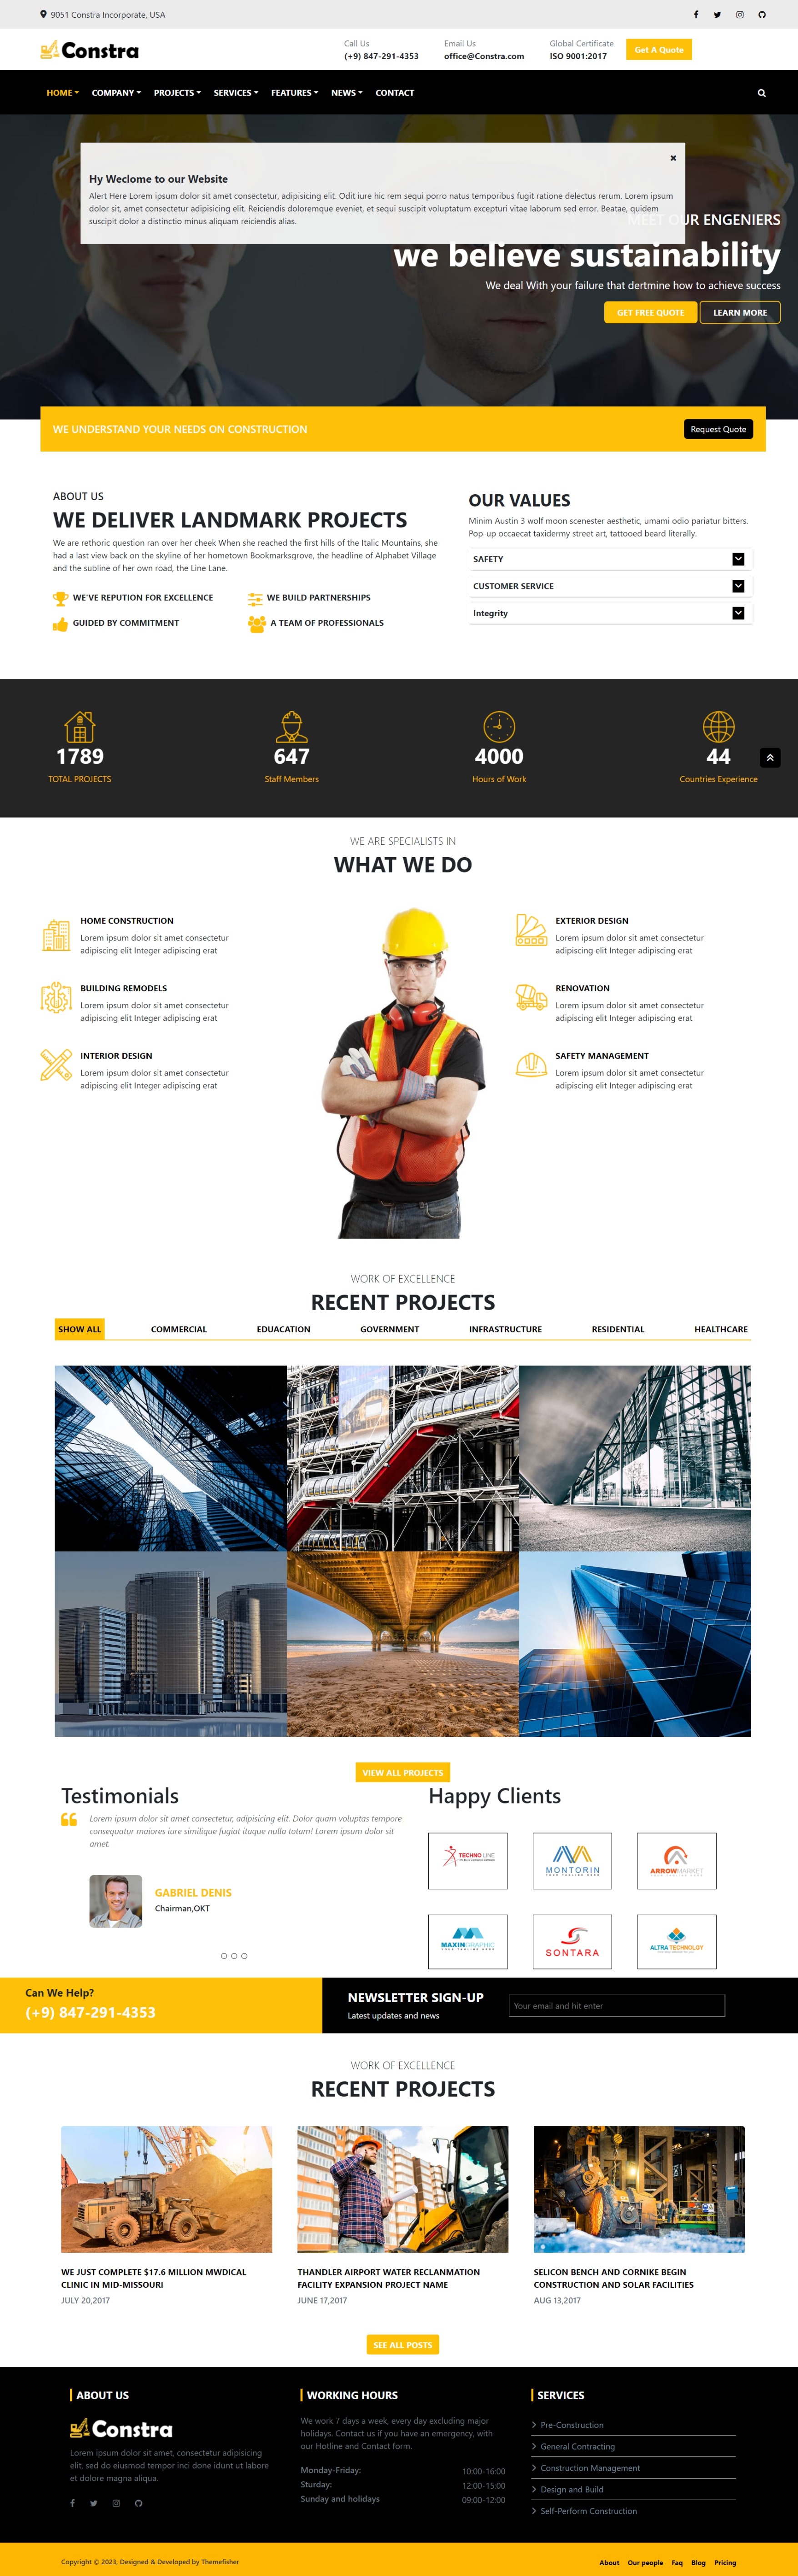 9051 Constra Incorporate, USA
Constra
Call Us
(+9) 847-291-4353
Email Us
office@Constra.com
Global Certificate
ISO 9001:2017
Get A Quote
HOME COMPANY PROJECTS SERVICES FEATURES NEWS CONTACT
Hy Weclome to our Website
Alert Here Lorem ipsum dolor sit amet consectetur, adipisicing elit. Odit iure hic rem sequi porro natus temporibus fugit ratione delectus rerum. Lorem ipsum
dolor sit, amet consectetur adipisicing elit. Reiciendis doloremque eveniet, et sequi suscipit voluptatum excepturi vitae laborum sed error. Beatae, quidem
suscipit dolor a distinctio minus aliquam reiciendis alias.
MEET OUR ENGENIERS
we believe sustainability
We deal With your failure that dertmine how to achieve success
GET FREE QUOTE LEARN MORE
WE UNDERSTAND YOUR NEEDS ON CONSTRUCTION
Request Quote
ABOUT US
WE DELIVER LANDMARK PROJECTS
We are rethoric question ran over her cheek When she reached the first hills of the Italic Mountains, she
had a last view back on the skyline of her hometown Bookmarksgrove, the headline of Alphabet Village
and the subline of her own road, the Line Lane.
WE'VE REPUTION FOR EXCELLENCE
WE BUILD PARTNERSHIPS
GUIDED BY COMMITMENT
A TEAM OF PROFESSIONALS
OUR VALUES
Minim Austin 3 wolf moon scenester aesthetic, umami odio pariatur bitters.
Pop-up occaecat taxidermy street art, tattooed beard literally.
SAFETY
CUSTOMER SERVICE
Integrity
1789
TOTAL PROJECTS
647
Staff Members
4000
Hours of Work
44
Countries Experience
WE ARE SPECIALISTS IN
WHAT WE DO
HOME CONSTRUCTION
Lorem ipsum dolor sit amet consectetur
adipiscing elit Integer adipiscing erat
BUILDING REMODELS
Lorem ipsum dolor sit amet consectetur
adipiscing elit Integer adipiscing erat
INTERIOR DESIGN
Lorem ipsum dolor sit amet consectetur
adipiscing elit Integer adipiscing erat
EXTERIOR DESIGN
Lorem ipsum dolor sit amet consectetur
adipiscing elit Integer adipiscing erat
RENOVATION
Lorem ipsum dolor sit amet consectetur
adipiscing elit Integer adipiscing erat
SAFETY MANAGEMENT
Lorem ipsum dolor sit amet consectetur
adipiscing elit Integer adipiscing erat
WORK OF EXCELLENCE
RECENT PROJECTS
SHOW ALL COMMERCIAL EDUACATION GOVERNMENT INFRASTRUCTURE RESIDENTIAL HEALTHCARE
VIEW ALL PROJECTS
Testimonials
Lorem ipsum dolor sit amet consectetur, adipisicing elit. Dolor quam voluptas tempore
consequatur maiores iure similique fugiat itaque nulla totam! Lorem ipsum dolor sit
amet.
GABRIEL DENIS
Chairman,OKT
Happy Clients
TECHNO LINE
MONTORIN
YOUR TAGLINE HERE
ARROWMARKET
MAXINGRAPHIC
SONTARA
ALTRA TECHNOLGY
Can We Help?
(+9) 847-291-4353
NEWSLETTER SIGN-UP
Latest updates and news
Your email and hit enter
WORK OF EXCELLENCE
RECENT PROJECTS
WE JUST COMPLETE $17.6 MILLION MWDICAL
CLINIC IN MID-MISSOURI
JULY 20,2017
THANDLER AIRPORT WATER RECLANMATION
FACILITY EXPANSION PROJECT NAME
JUNE 17,2017
SELICON BENCH AND CORNIKE BEGIN
CONSTRUCTION AND SOLAR FACILITIES
AUG 13,2017
SEE ALL POSTS
ABOUT US
Constra
Lorem ipsum dolor sit amet, consectetur adipisicing
elit, sed do eiusmod tempor inci done idunt ut labore
et dolore magna aliqua.
WORKING HOURS
We work 7 days a week, every day excluding major
holidays. Contact us if you have an emergency, with
our Hotline and Contact form.
Monday-Friday: 10:00-16:00
Sturday: 12:00-15:00
Sunday and holidays 09:00-12:00
SERVICES
Pre-Construction
General Contracting
Construction Management
Design and Build
Self-Perform Construction
Copyright © 2023, Designed & Developed by Themefisher
About Our people Faq Blog Pricing